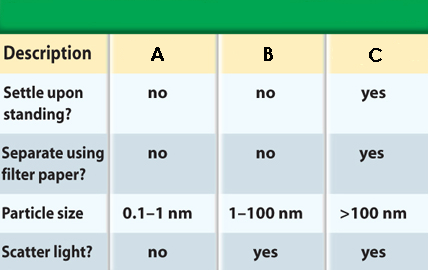 Description A B C
Settle upon no no yes
standing?
Separate using no no yes
filter paper?
Particle size 0.1–1 nm 1–100 nm >100 nm
Scatter light? no yes yes